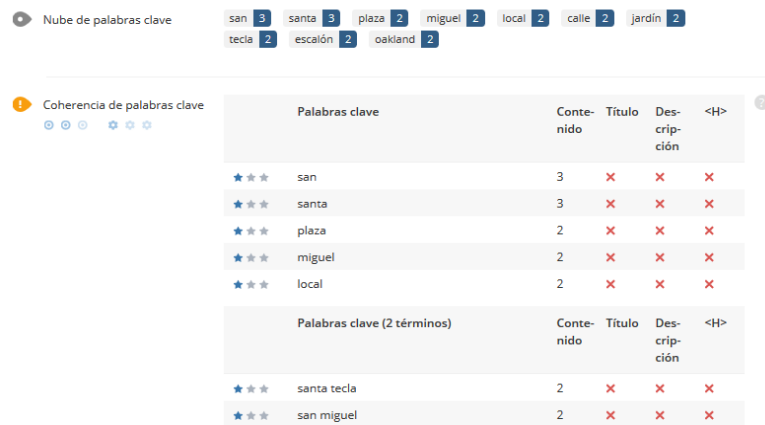 Nube de palabras clave
san 3 santa 3 plaza 2 miguel 2 local 2 calle 2 jardín 2
tecla 2 escalón 2 oakland 2
Coherencia de palabras clave
Palabras clave Conte-nido Título Des-crip-ción <H>
san 3
santa 3
plaza 2
miguel 2
local 2
Palabras clave (2 términos) Conte-nido Título Des-crip-ción <H>
santa tecla 2
san miguel 2